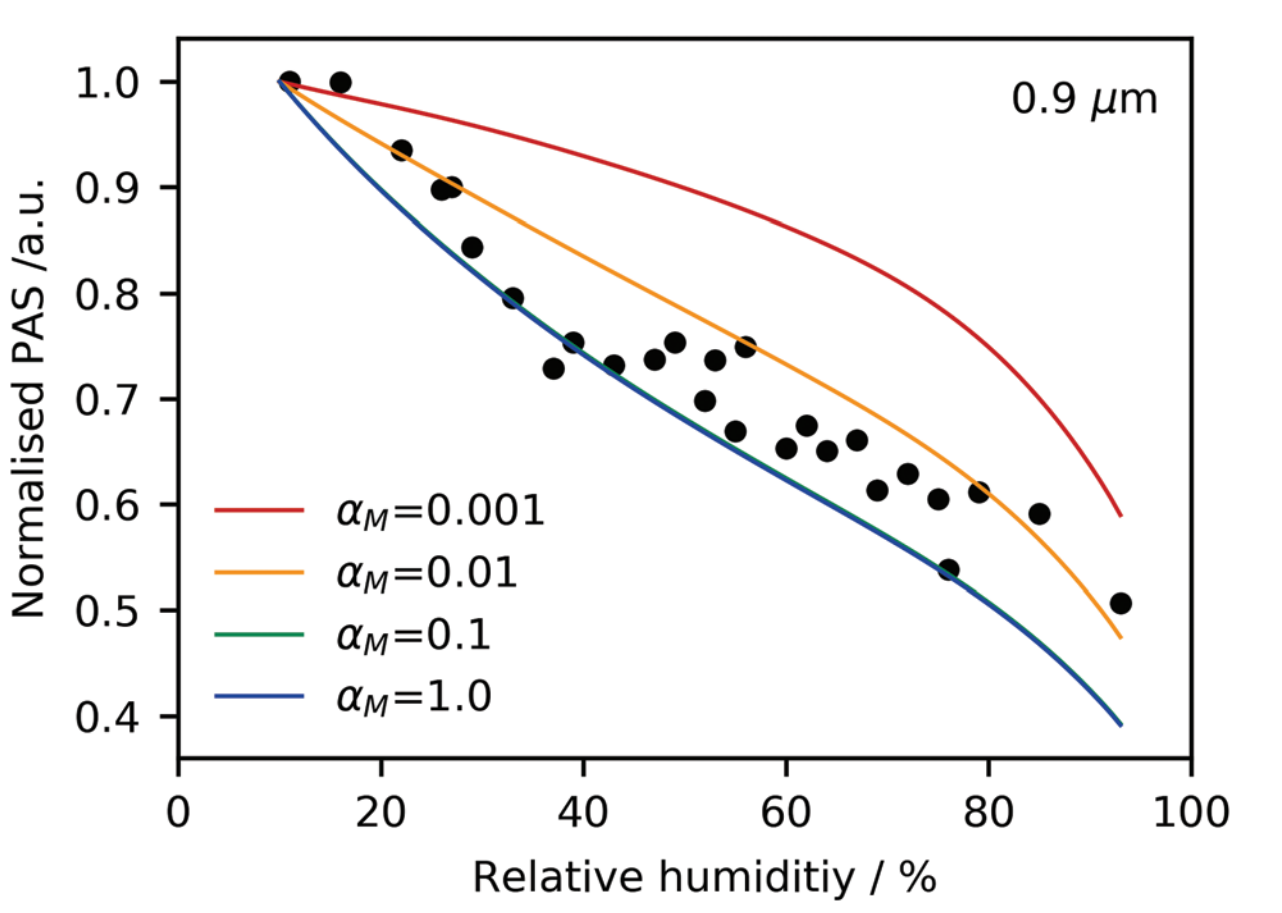 0.9 μm
Normalised PAS /a.u.
1.0
0.9
0.8
0.7
0.6
0.5
0.4
α_M=0.001
α_M=0.01
α_M=0.1
α_M=1.0
0 20 40 60 80 100
Relative humiditiy / %